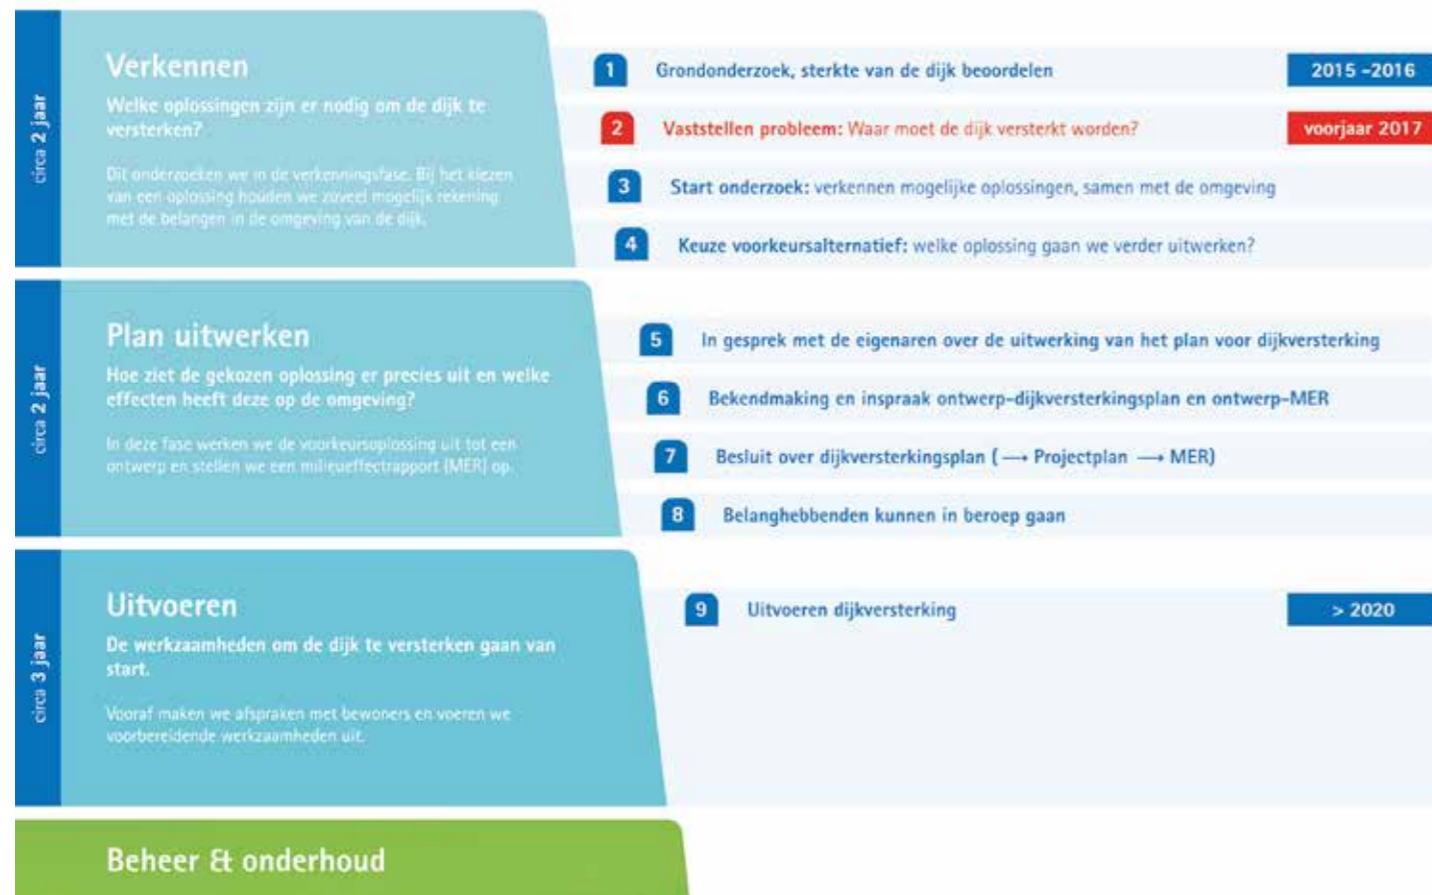 circa 2 jaar
Verkennen
Welke oplossingen zijn er nodig om de dijk te
versterken?
Dit onderzoeken we in de verkenningsfase. Bij het kiezen
van een oplossing houden we zoveel mogelijk rekening
met de belangen in de omgeving van de dijk.
1 Grondonderzoek, sterkte van de dijk beoordelen 2015 -2016
2 Vaststellen probleem: Waar moet de dijk versterkt worden? voorjaar 2017
3 Start onderzoek: verkennen mogelijke oplossingen, samen met de omgeving
4 Keuze voorkeursalternatief: welke oplossing gaan we verder uitwerken?
circa 2 jaar
Plan uitwerken
Hoe ziet de gekozen oplossing er precies uit en welke
effecten heeft deze op de omgeving?
In deze fase werken we de voorkeursoplossing uit tot een
ontwerp en stellen we een milieueffectrapport (MER) op.
5 In gesprek met de eigenaren over de uitwerking van het plan voor dijkversterking
6 Bekendmaking en inspraak ontwerp-dijkversterkingsplan en ontwerp-MER
7 Besluit over dijkversterkingsplan ( → Projectplan → MER)
8 Belanghebbenden kunnen in beroep gaan
circa 3 jaar
Uitvoeren
De werkzaamheden om de dijk te versterken gaan van
start.
Vooraf maken we afspraken met bewoners en voeren we
voorbereidende werkzaamheden uit.
9 Uitvoeren dijkversterking > 2020
Beheer & onderhoud